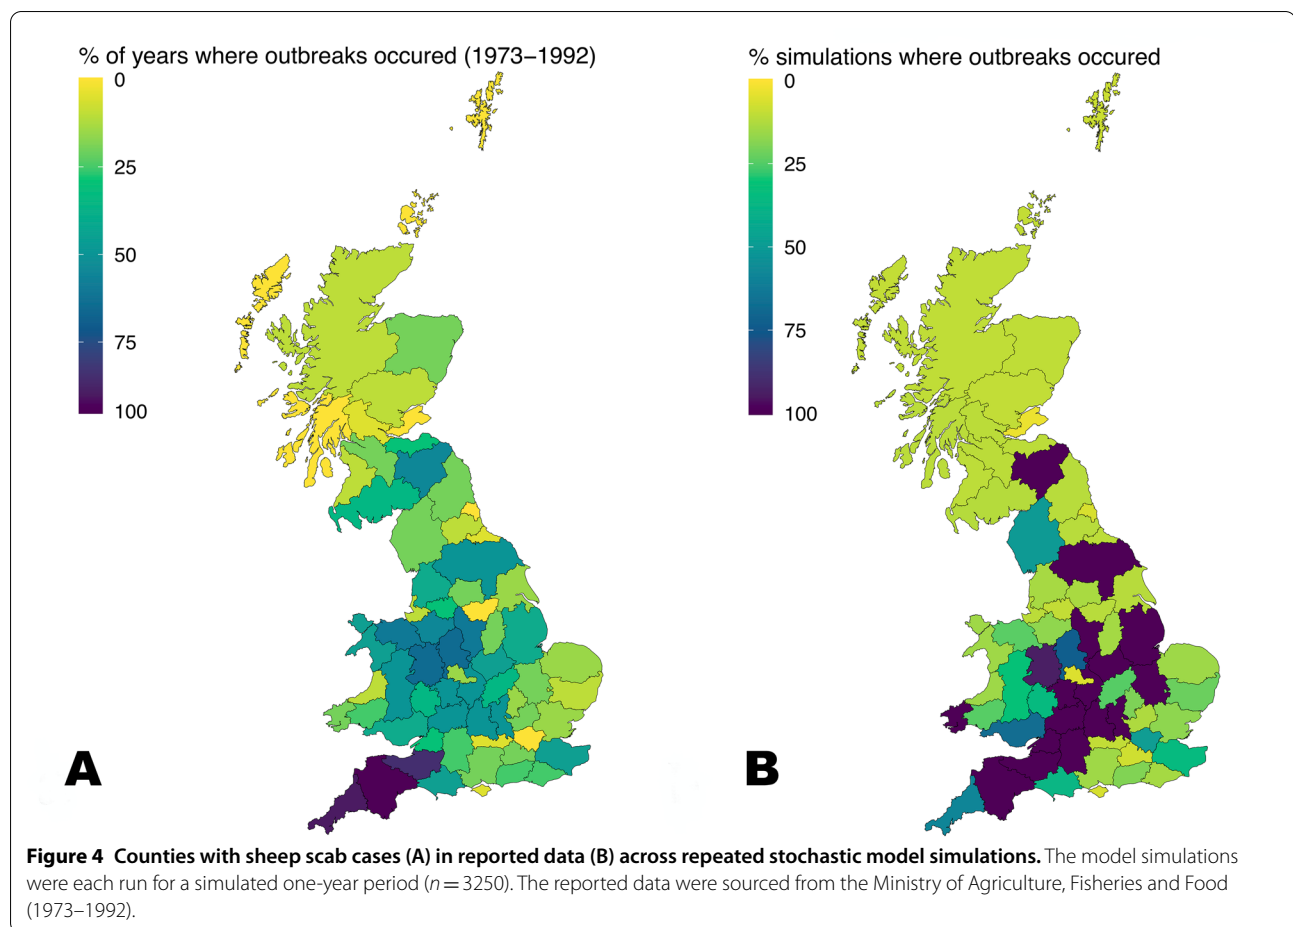 % of years where outbreaks occured (1973–1992)
0
25
50
75
100
A
% simulations where outbreaks occured
0
25
50
75
100
B
Figure 4 Counties with sheep scab cases (A) in reported data (B) across repeated stochastic model simulations. The model simulations
were each run for a simulated one-year period (n = 3250). The reported data were sourced from the Ministry of Agriculture, Fisheries and Food
(1973–1992).